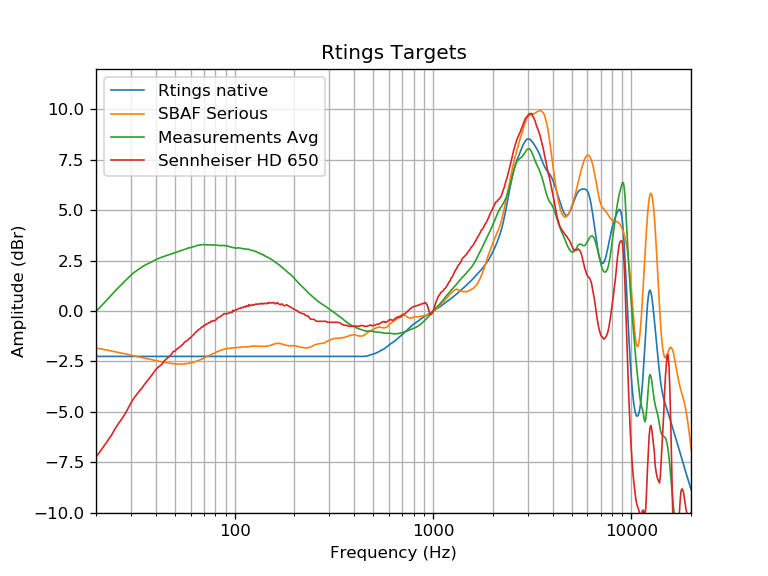 Rtings Targets
Rtings native
SBAF Serious
Measurements Avg
Sennheiser HD 650
10.0
7.5
5.0
2.5
0.0
−2.5
−5.0
−7.5
−10.0
Amplitude (dBr)
100
1000
10000
Frequency (Hz)